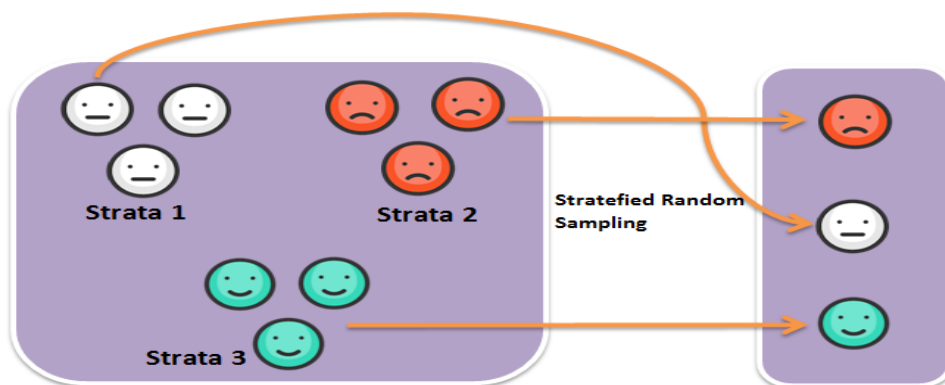 Strata 1
Strata 2
Stratefied Random
Sampling
Strata 3